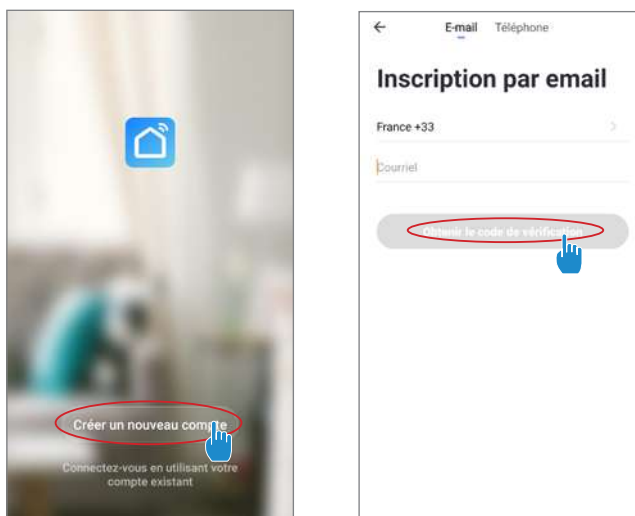 Créer un nouveau compte
Connectez-vous en utilisant votre
compte existant
E-mail Téléphone
Inscription par email
France +33
Courriel
Obtenir le code de vérification